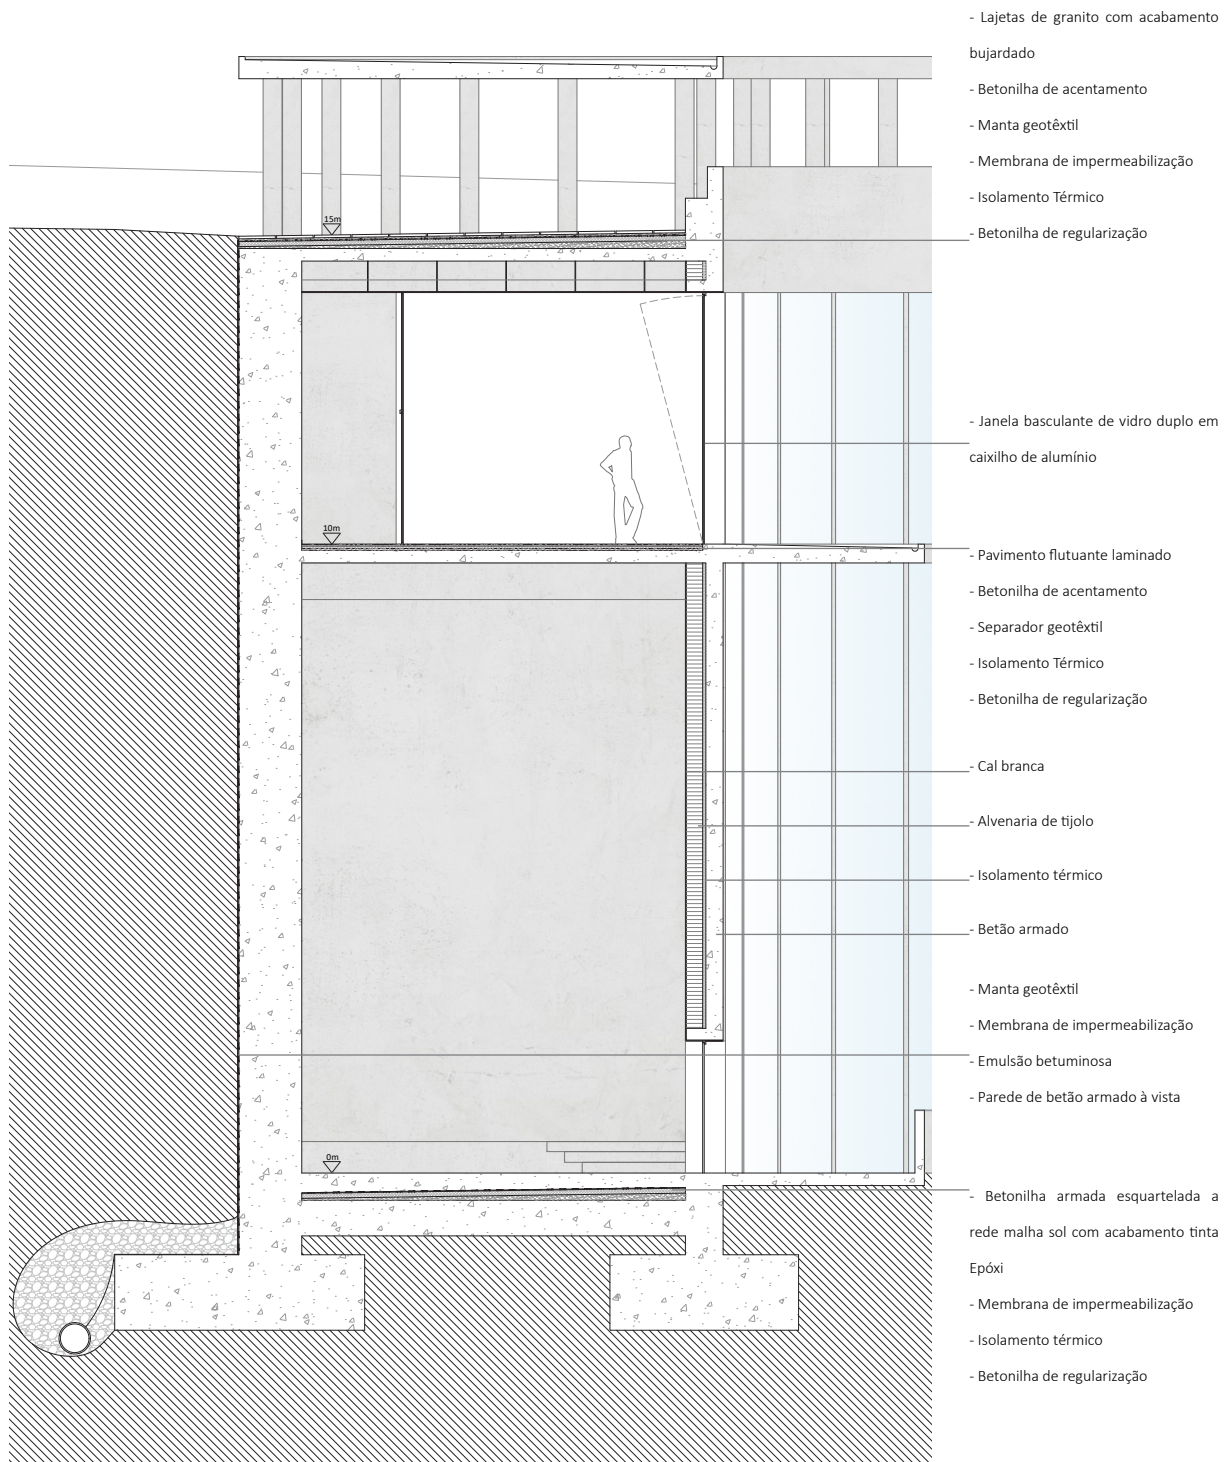 - Lajetas de granito com acabamento
bujardado
- Betonilha de acentamento
- Manta geotêxtil
- Membrana de impermeabilização
- Isolamento Térmico
- Betonilha de regularização
15m
- Janela basculante de vidro duplo em
caixilho de alumínio
10m
- Pavimento flutuante laminado
- Betonilha de acentamento
- Separador geotêxtil
- Isolamento Térmico
- Betonilha de regularização
- Cal branca
- Alvenaria de tijolo
- Isolamento térmico
- Betão armado
- Manta geotêxtil
- Membrana de impermeabilização
- Emulsão betuminosa
- Parede de betão armado à vista
0m
- Betonilha armada esquartelada a
rede malha sol com acabamento tinta
Epóxi
- Membrana de impermeabilização
- Isolamento térmico
- Betonilha de regularização